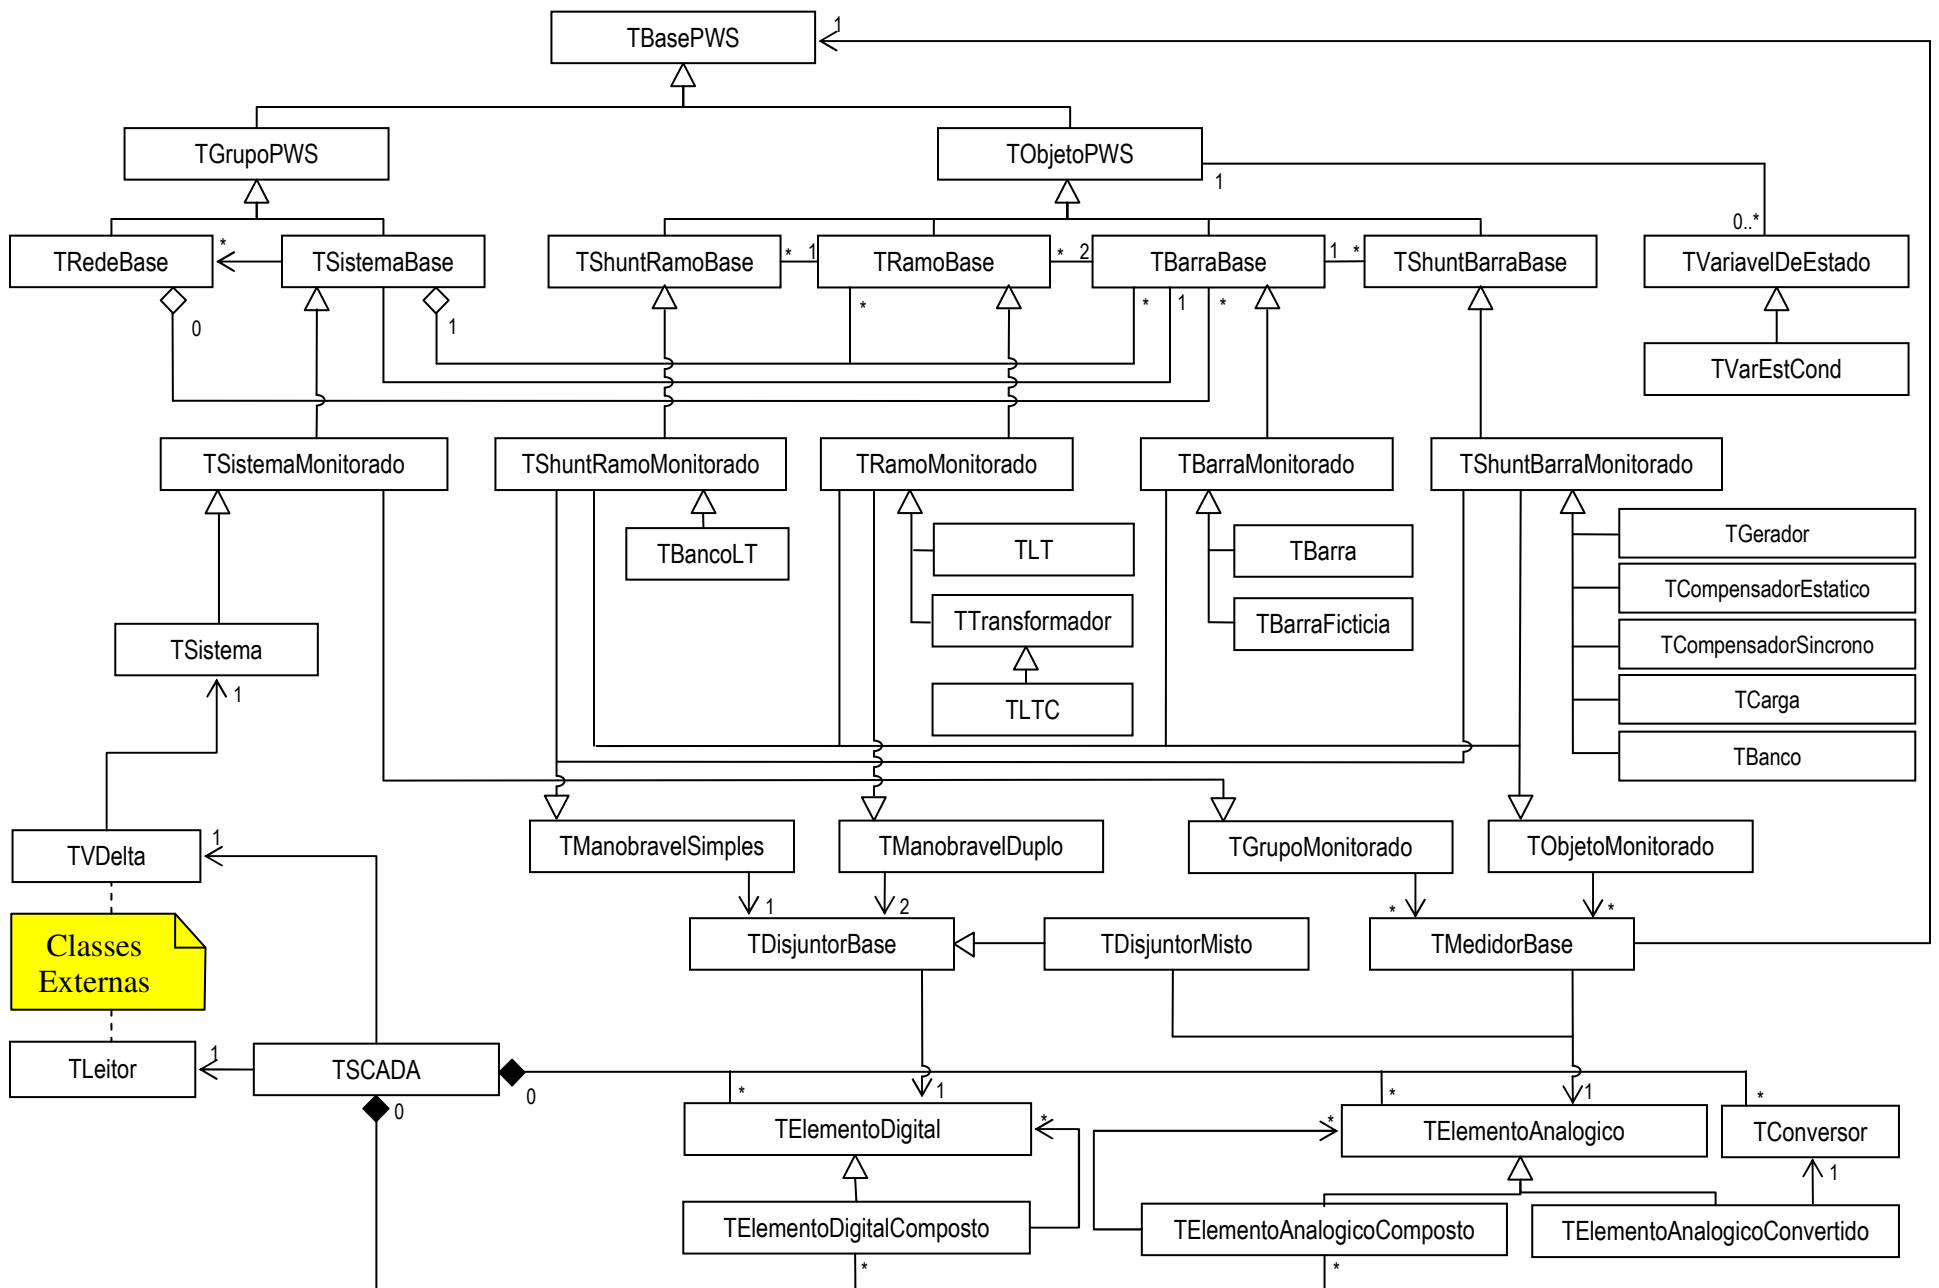 TBasePWS
1
TGrupoPWS
TObjetoPWS
1
0..*
TRedeBase
*
TSistemaBase
TShuntRamoBase
* 1
TRamoBase
* 2
TBarraBase
1 *
TShuntBarraBase
TVariavelDeEstado
0
1
*
*
1
*
TVarEstCond
TSistemaMonitorado
TShuntRamoMonitorado
TRamoMonitorado
TBarraMonitorado
TShuntBarraMonitorado
TBancoLT
TLT
TBarra
TGerador
TCompensadorEstatico
TTransformador
TBarraFicticia
TCompensadorSincrono
TSistema
1
TLTC
TCarga
TBanco
TVDelta
1
TManobravelSimples
TManobravelDuplo
TGrupoMonitorado
TObjetoMonitorado
1
2
*
*
Classes
Externas
TDisjuntorBase
TDisjuntorMisto
TMedidorBase
TLeitor
1
TSCADA
0
0
*
1
*
1
*
TElementoDigital
*
*
TElementoAnalogico
TConversor
1
TElementoDigitalComposto
TElementoAnalogicoComposto
TElementoAnalogicoConvertido
*
*